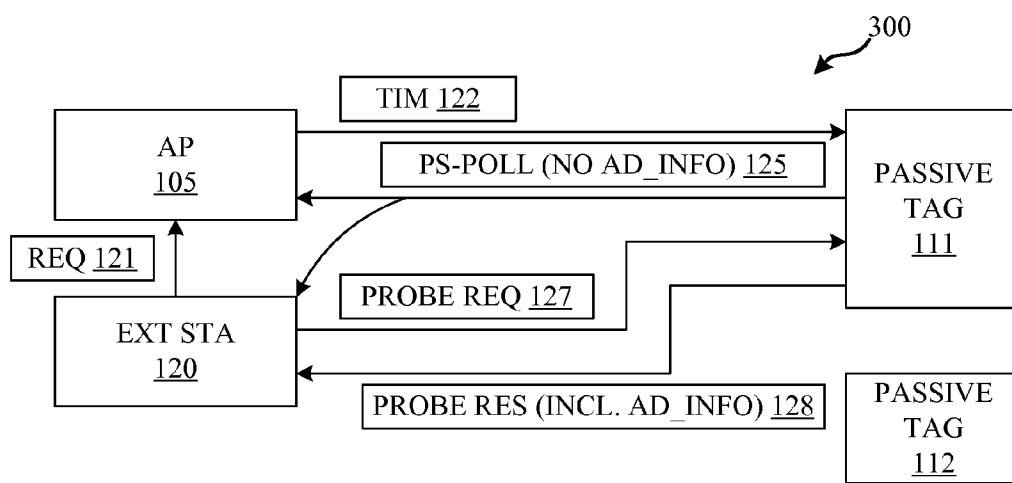 300
TIM 122
AP
105
PS-POLL (NO AD_INFO) 125
PASSIVE
TAG
111
REQ 121
PROBE REQ 127
EXT STA
120
PROBE RES (INCL. AD_INFO) 128
PASSIVE
TAG
112